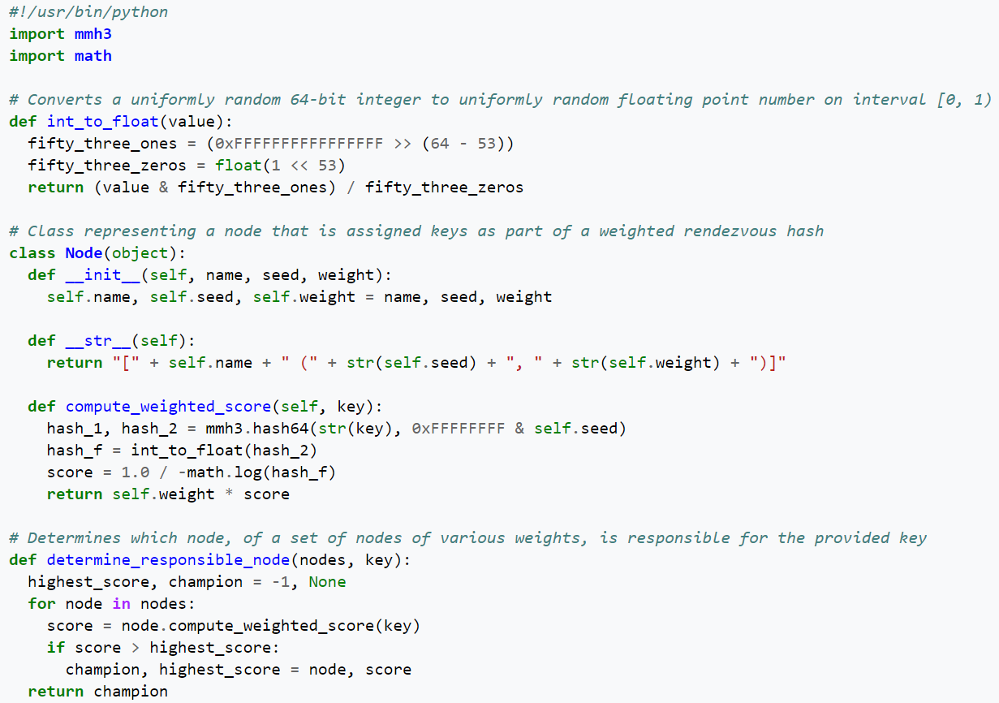 #!/usr/bin/python
import mmh3
import math

# Converts a uniformly random 64-bit integer to uniformly random floating point number on interval [0, 1)
def int_to_float(value):
  fifty_three_ones = (0xFFFFFFFFFFFFFFFF >> (64 - 53))
  fifty_three_zeros = float(1 << 53)
  return (value & fifty_three_ones) / fifty_three_zeros

# Class representing a node that is assigned keys as part of a weighted rendezvous hash
class Node(object):
  def __init__(self, name, seed, weight):
    self.name, self.seed, self.weight = name, seed, weight

  def __str__(self):
    return "[" + self.name + " (" + str(self.seed) + ", " + str(self.weight) + ")]"

  def compute_weighted_score(self, key):
    hash_1, hash_2 = mmh3.hash64(str(key), 0xFFFFFFFF & self.seed)
    hash_f = int_to_float(hash_2)
    score = 1.0 / -math.log(hash_f)
    return self.weight * score

# Determines which node, of a set of nodes of various weights, is responsible for the provided key
def determine_responsible_node(nodes, key):
  highest_score, champion = -1, None
  for node in nodes:
    score = node.compute_weighted_score(key)
    if score > highest_score:
      champion, highest_score = node, score
  return champion